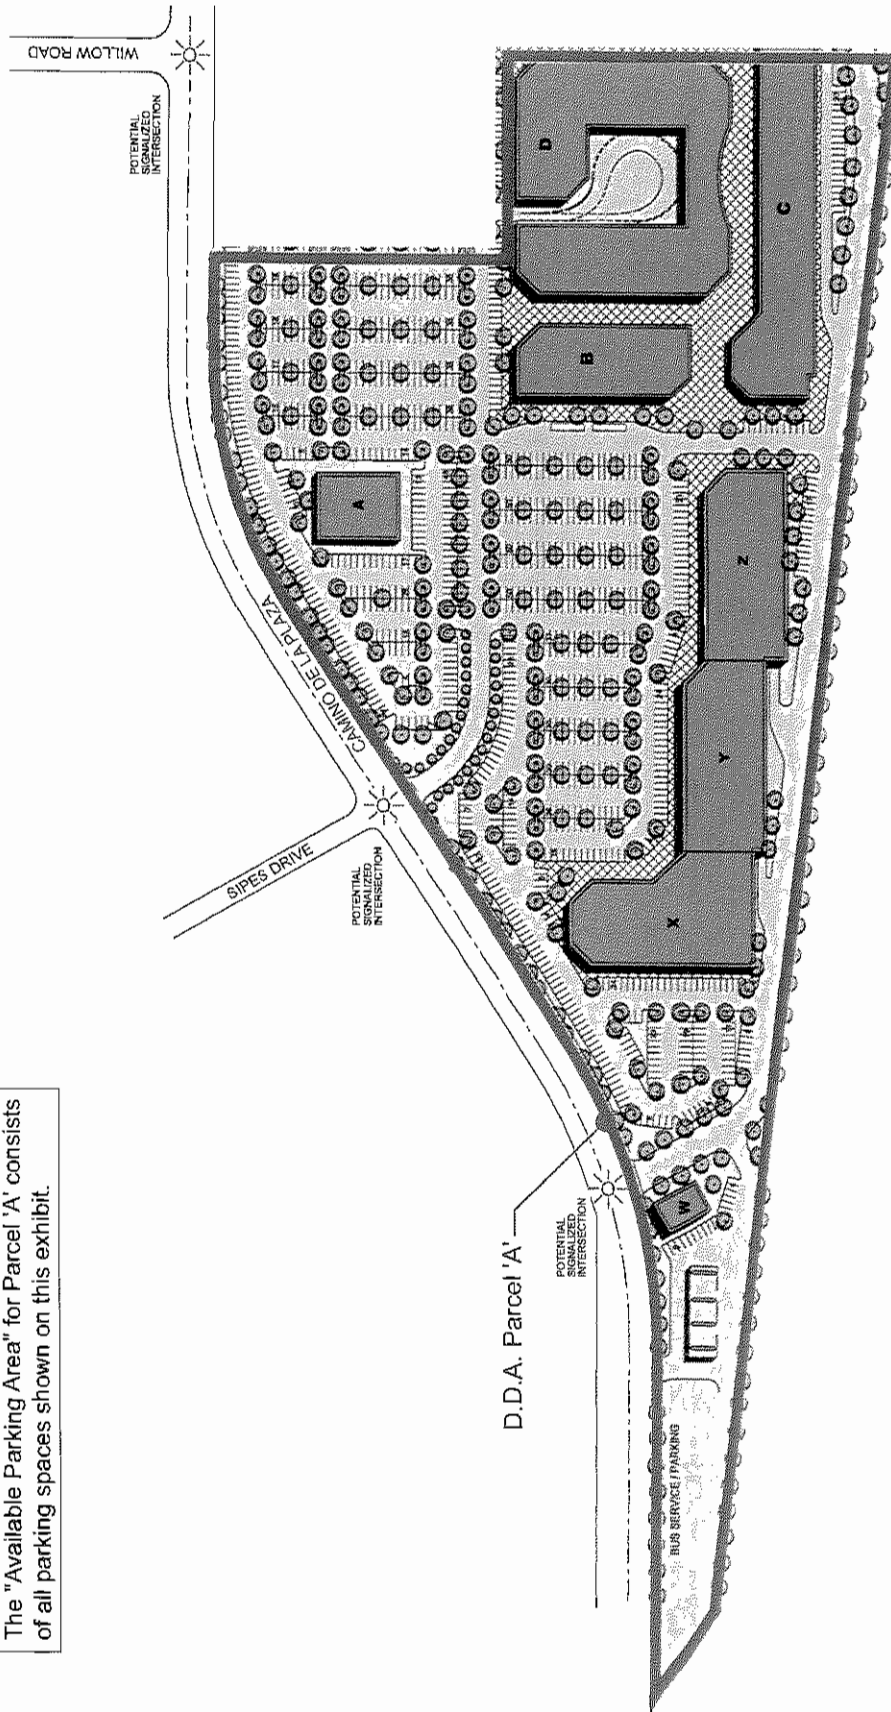 The "Available Parking Area" for Parcel 'A' consists
of all parking spaces shown on this exhibit.
WILLOW ROAD
POTENTIAL
SIGNALIZED
INTERSECTION
CAMINO DE LA PLAZA
SIPES DRIVE
POTENTIAL
SIGNALIZED
INTERSECTION
D.D.A. Parcel 'A'
POTENTIAL
SIGNALIZED
INTERSECTION
BUS SERVICE / PARKING
A
B
C
D
W
X
Y
Z